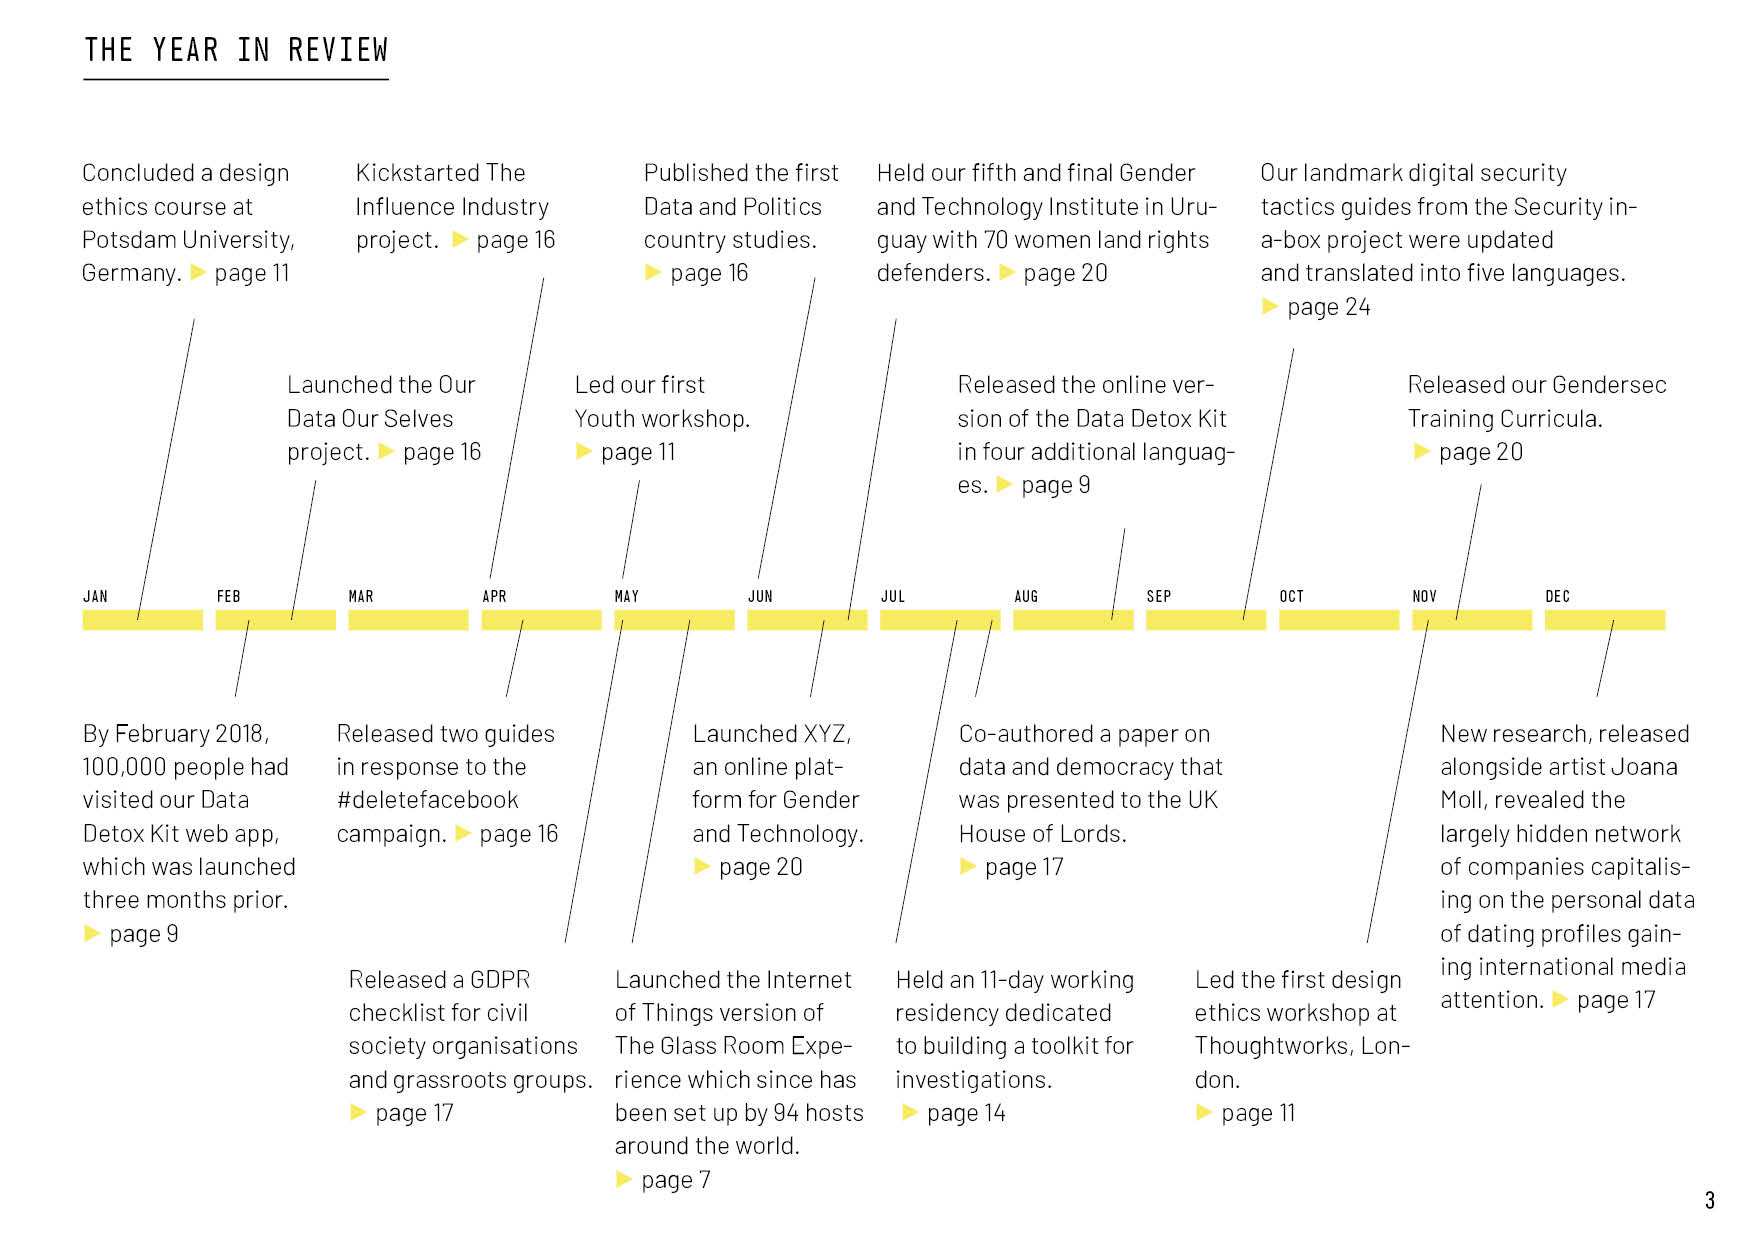 THE YEAR IN REVIEW
Concluded a design
ethics course at
Potsdam University,
Germany. ▶ page 11
Kickstarted The
Influence Industry
project. ▶ page 16
Published the first
Data and Politics
country studies.
▶ page 16
Held our fifth and final Gender
and Technology Institute in Uru-
guay with 70 women land rights
defenders. ▶ page 20
Our landmark digital security
tactics guides from the Security in-
a-box project were updated
and translated into five languages.
▶ page 24
Launched the Our
Data Our Selves
project. ▶ page 16
Led our first
Youth workshop.
▶ page 11
Released the online ver-
sion of the Data Detox Kit
in four additional languag-
es. ▶ page 9
Released our Gendersec
Training Curricula.
▶ page 20
JAN FEB MAR APR MAY JUN JUL AUG SEP OCT NOV DEC
By February 2018,
100,000 people had
visited our Data
Detox Kit web app,
which was launched
three months prior.
▶ page 9
Released two guides
in response to the
#deletefacebook
campaign. ▶ page 16
Launched XYZ,
an online plat-
form for Gender
and Technology.
▶ page 20
Co-authored a paper on
data and democracy that
was presented to the UK
House of Lords.
▶ page 17
New research, released
alongside artist Joana
Moll, revealed the
largely hidden network
of companies capitalis-
ing on the personal data
of dating profiles gain-
ing international media
attention. ▶ page 17
Released a GDPR
checklist for civil
society organisations
and grassroots groups.
▶ page 17
Launched the Internet
of Things version of
The Glass Room Expe-
rience which since has
been set up by 94 hosts
around the world.
▶ page 7
Held an 11-day working
residency dedicated
to building a toolkit for
investigations.
▶ page 14
Led the first design
ethics workshop at
Thoughtworks, Lon-
don.
▶ page 11
3